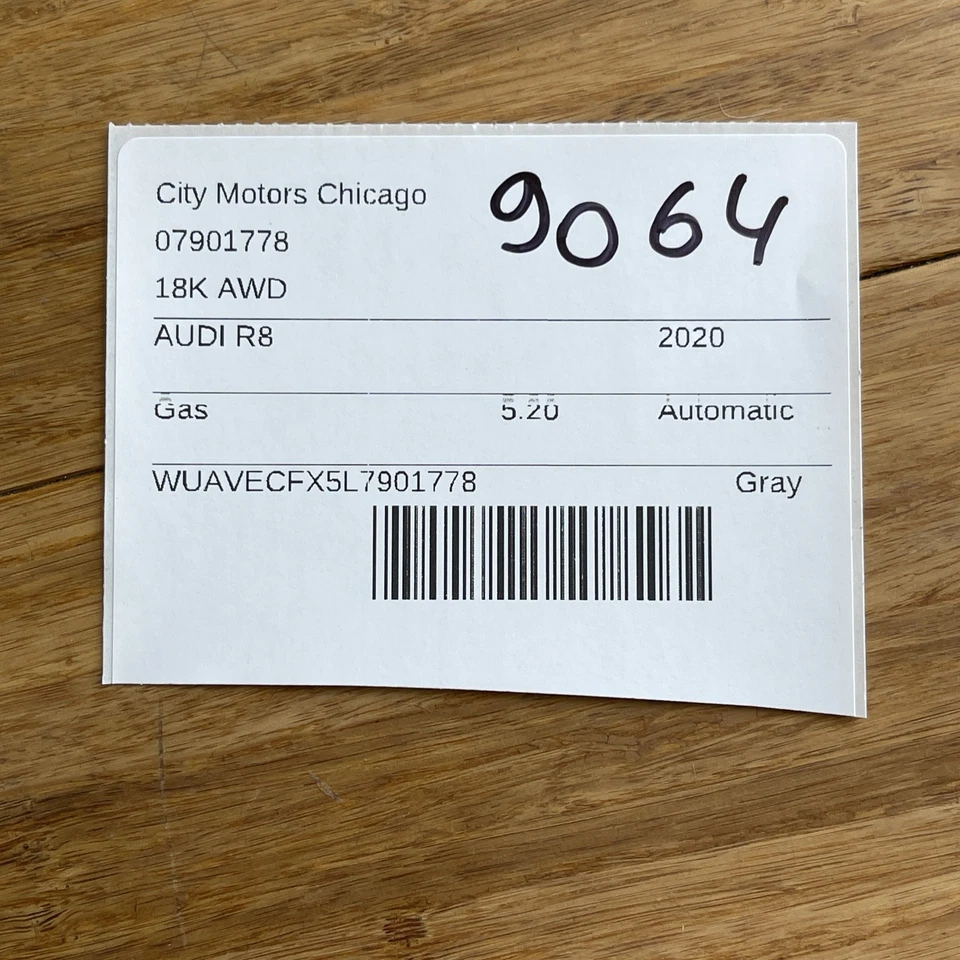 City Motors Chicago
9064
07901778
18K AWD
AUDI R8 2020
Gas 5.20 Automatic
WUAVECFX5L7901778 Gray